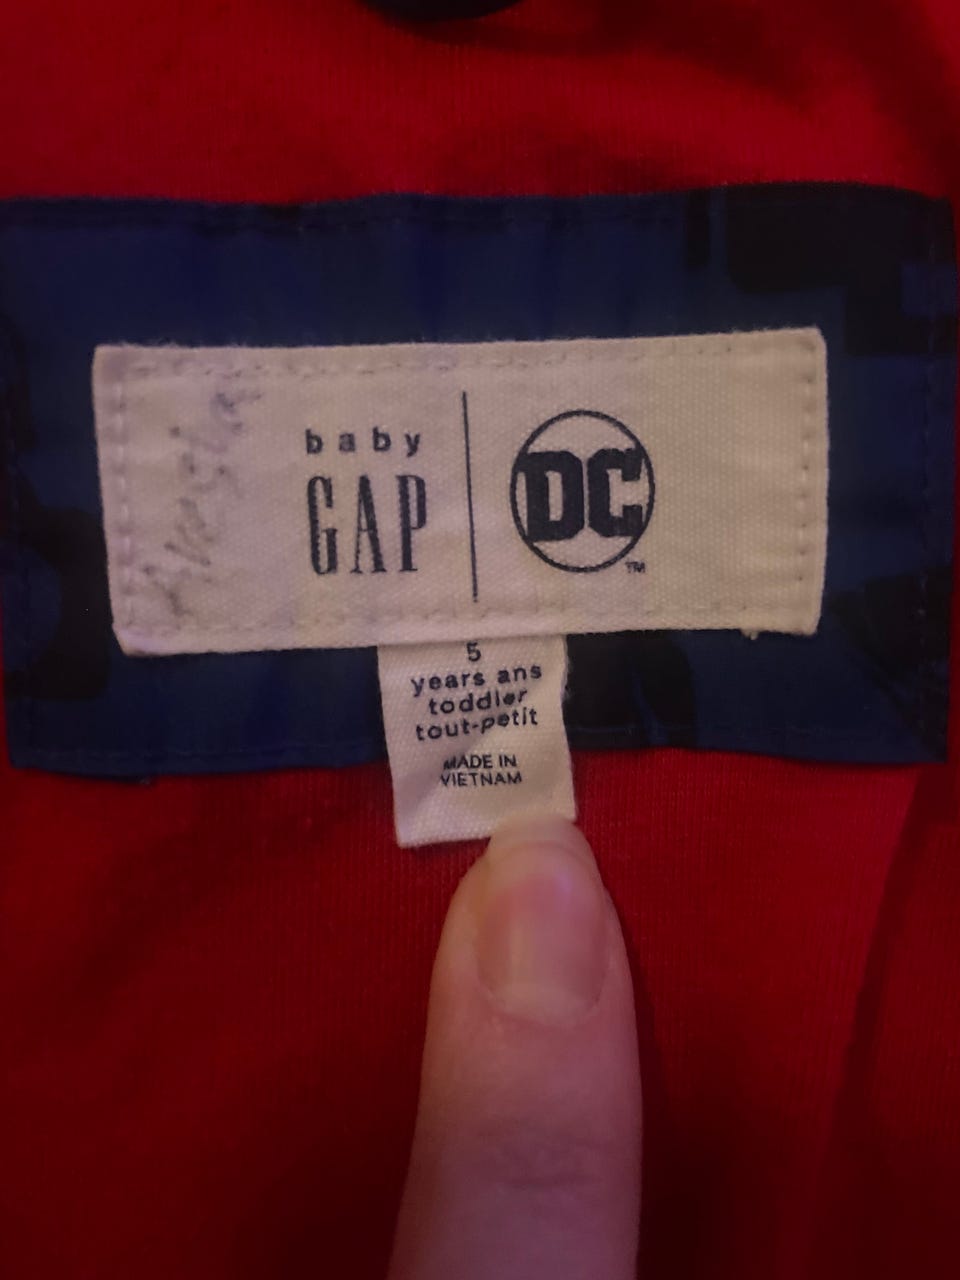 baby
GAP
DC
TM
5
years ans
toddler
tout-petit
MADE IN
VIETNAM